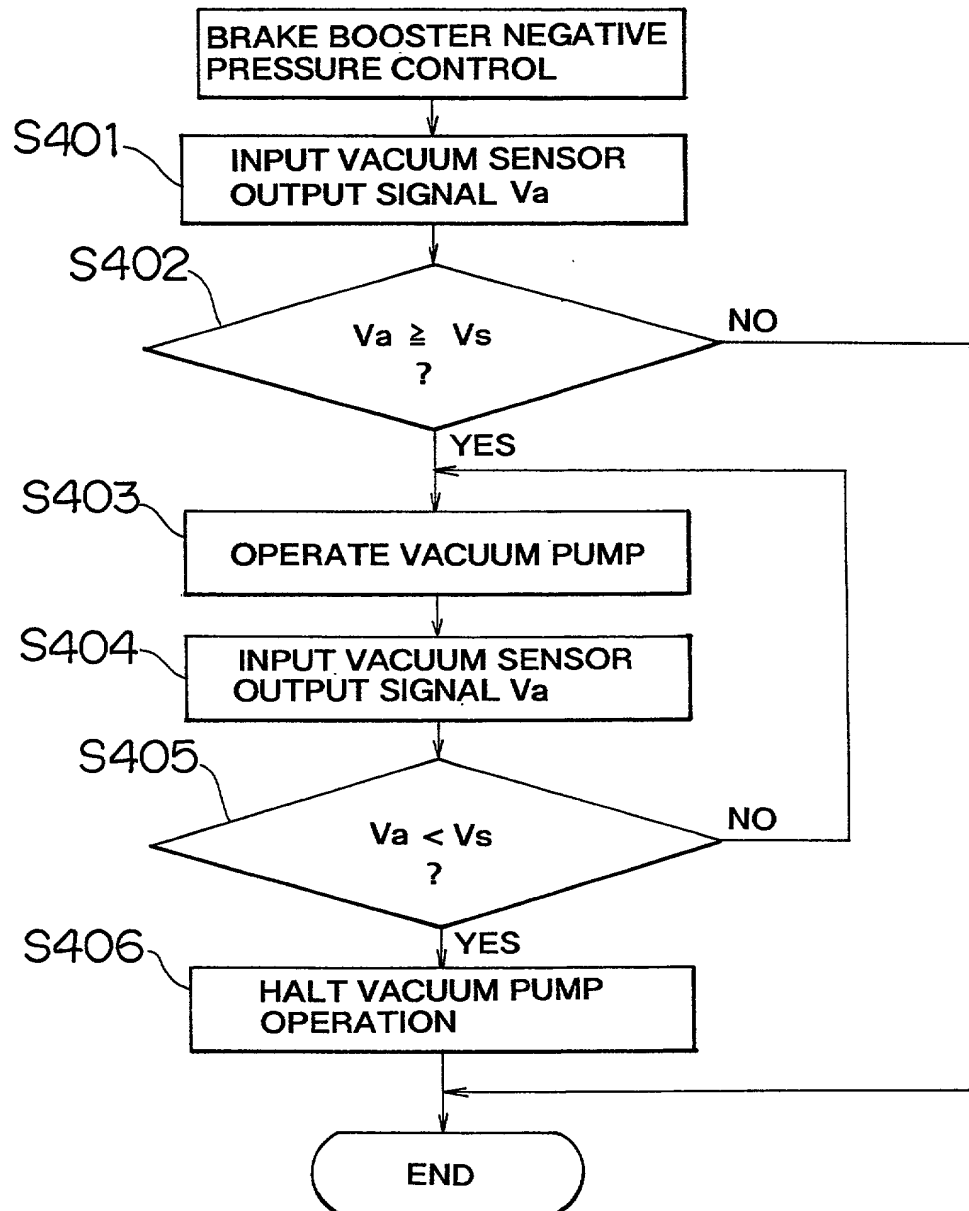 BRAKE BOOSTER NEGATIVE
PRESSURE CONTROL
S401
INPUT VACUUM SENSOR
OUTPUT SIGNAL Va
S402
Va ≧ Vs
?
NO
YES
S403
OPERATE VACUUM PUMP
S404
INPUT VACUUM SENSOR
OUTPUT SIGNAL Va
S405
Va < Vs
?
NO
YES
S406
HALT VACUUM PUMP
OPERATION
END